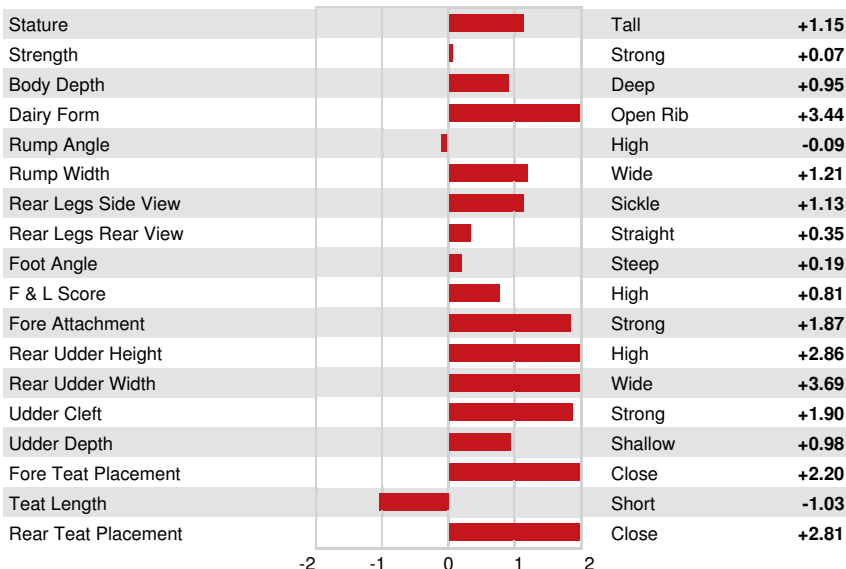 Stature Tall +1.15
Strength Strong +0.07
Body Depth Deep +0.95
Dairy Form Open Rib +3.44
Rump Angle High -0.09
Rump Width Wide +1.21
Rear Legs Side View Sickle +1.13
Rear Legs Rear View Straight +0.35
Foot Angle Steep +0.19
F & L Score High +0.81
Fore Attachment Strong +1.87
Rear Udder Height High +2.86
Rear Udder Width Wide +3.69
Udder Cleft Strong +1.90
Udder Depth Shallow +0.98
Fore Teat Placement Close +2.20
Teat Length Short -1.03
Rear Teat Placement Close +2.81
-2 -1 0 1 2